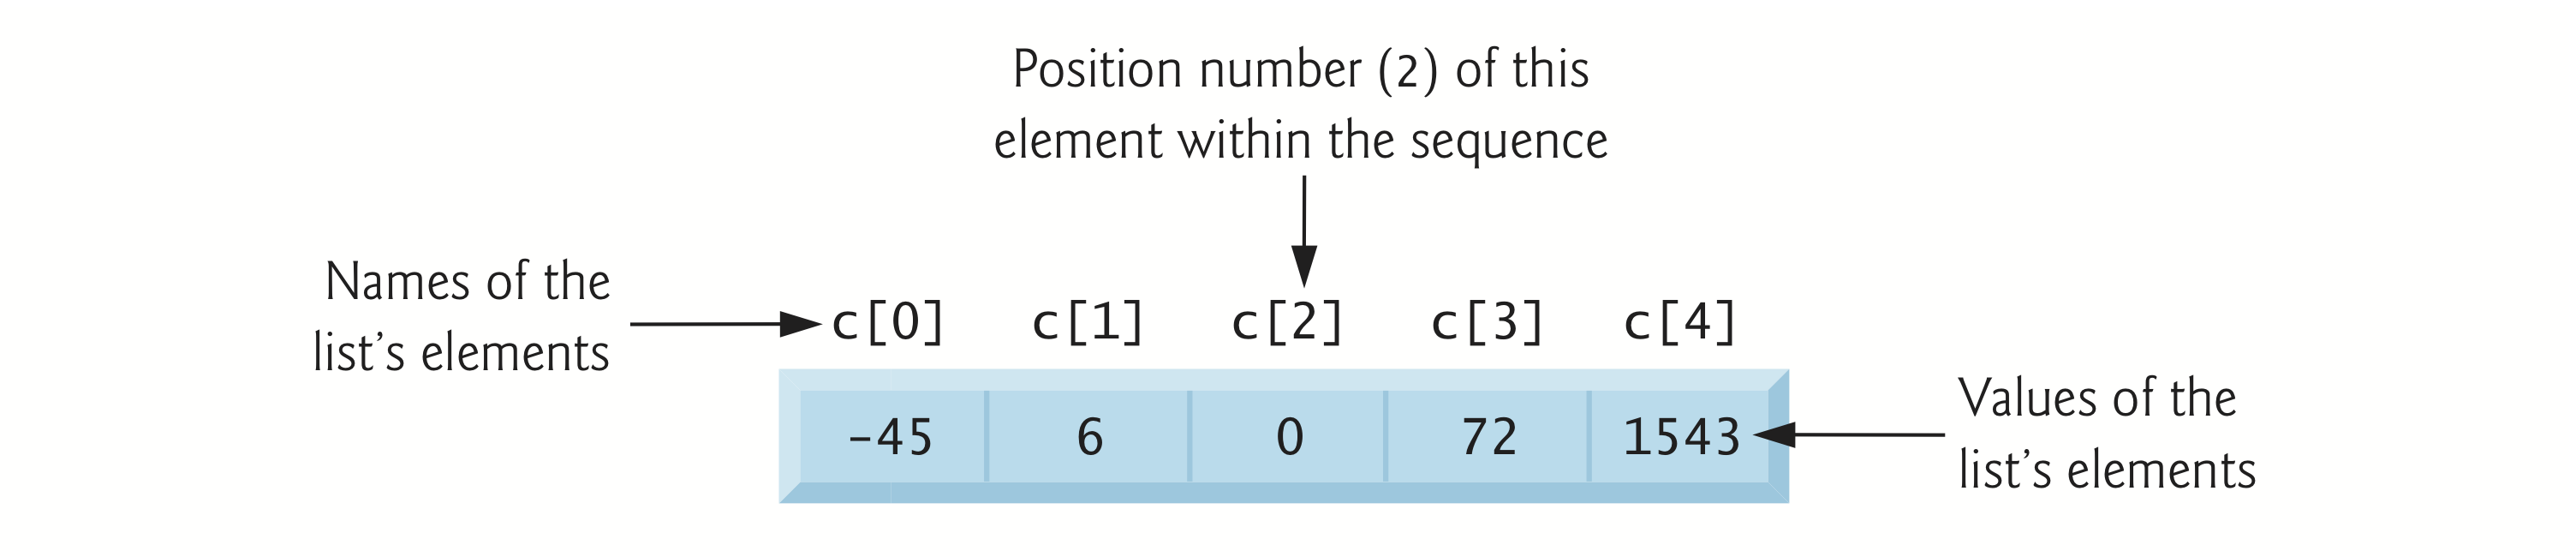 Position number (2) of this
element within the sequence
Names of the
list’s elements
c[0] c[1] c[2] c[3] c[4]
-45 6 0 72 1543
Values of the
list’s elements